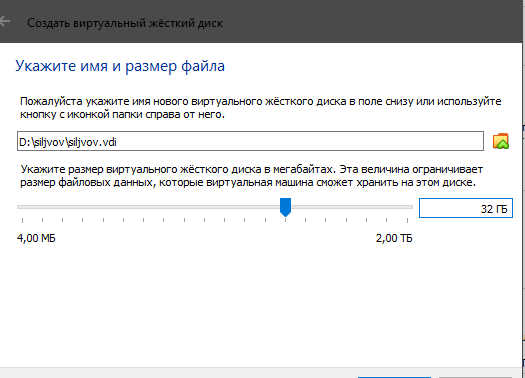 Создать виртуальный жёсткий диск
Укажите имя и размер файла
Пожалуйста укажите имя нового виртуального жёсткого диска в поле снизу или используйте
кнопку с иконкой папки справа от него.
D:\siljvov\siljvov.vdi
Укажите размер виртуального жёсткого диска в мегабайтах. Эта величина ограничивает
размер файловых данных, которые виртуальная машина сможет хранить на этом диске.
32 ГБ
4,00 МБ
2,00 ТБ